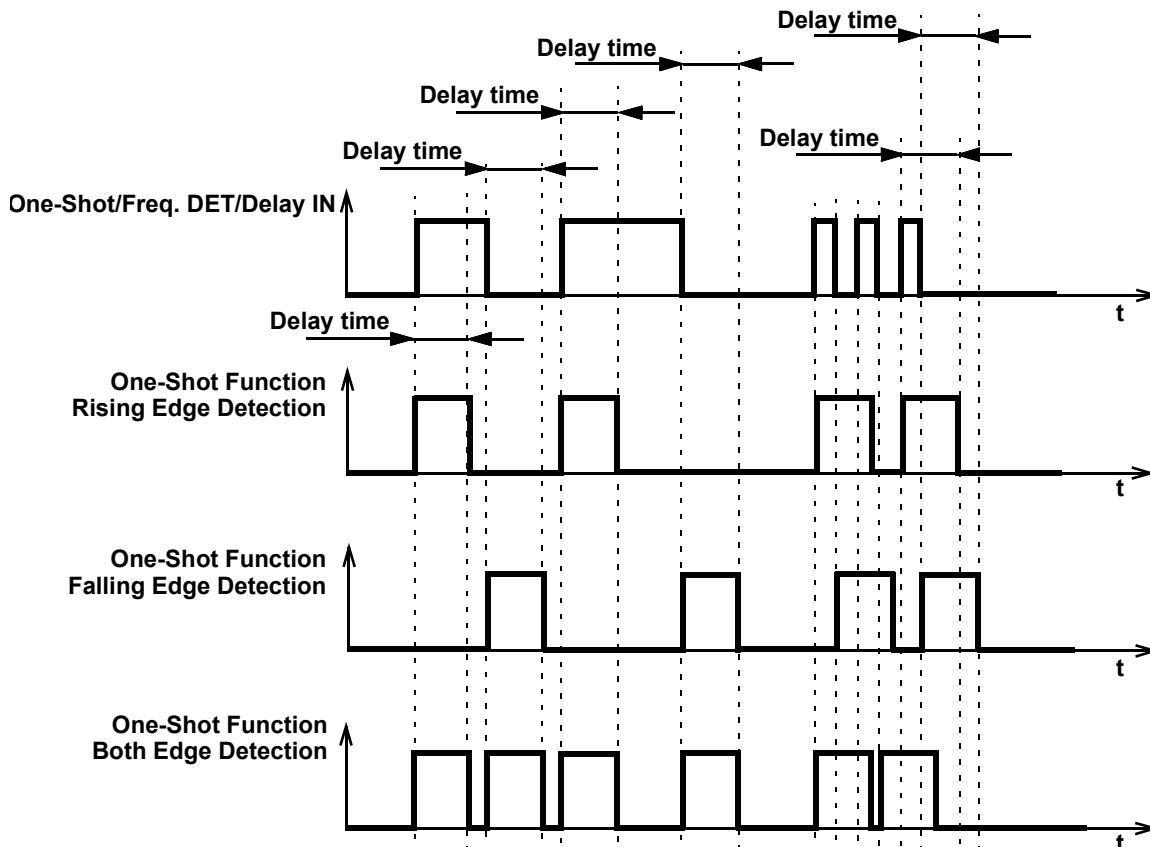 Delay time
Delay time
Delay time
Delay time
Delay time
One-Shot/Freq. DET/Delay IN
t
Delay time
One-Shot Function
Rising Edge Detection
t
One-Shot Function
Falling Edge Detection
t
One-Shot Function
Both Edge Detection
t